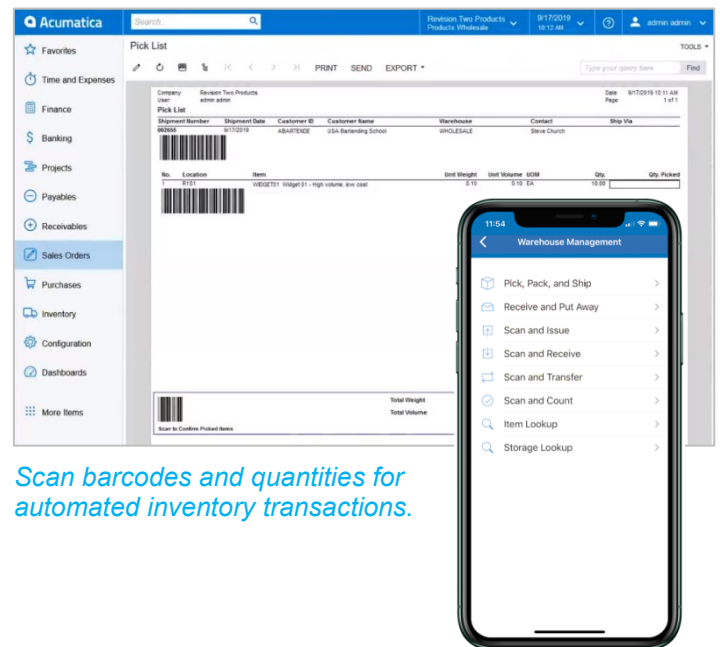 Acumatica
Search...
Revision Two Products
Products Wholesale
9/17/2019
10:12 AM
admin admin
Favorites
Time and Expenses
Finance
Banking
Projects
Payables
Receivables
Sales Orders
Purchases
Inventory
Configuration
Dashboards
More Items
Pick List
TOOLS
PRINT SEND EXPORT
Type your query here Find
Company: Revision Two Products Date 9/17/2019 10:11 AM
User: admin admin Page 1 of 1
Pick List
Shipment Number Shipment Date Customer ID Customer Name Warehouse Contact Ship Via
002655 9/17/2019 ABARTENDE USA Bartending School WHOLESALE Steve Church
No. Location Item Unit Weight Unit Volume UOM Qty. Qty. Picked
1 R1S1 WIDGET01 Widget 01 - High volume, low cost 0.10 0.10 EA 10.00
Total Weight
Total Volume
Scan to Confirm Picked Items
11:54
Warehouse Management
Pick, Pack, and Ship
Receive and Put Away
Scan and Issue
Scan and Receive
Scan and Transfer
Scan and Count
Item Lookup
Storage Lookup
Scan barcodes and quantities for
automated inventory transactions.